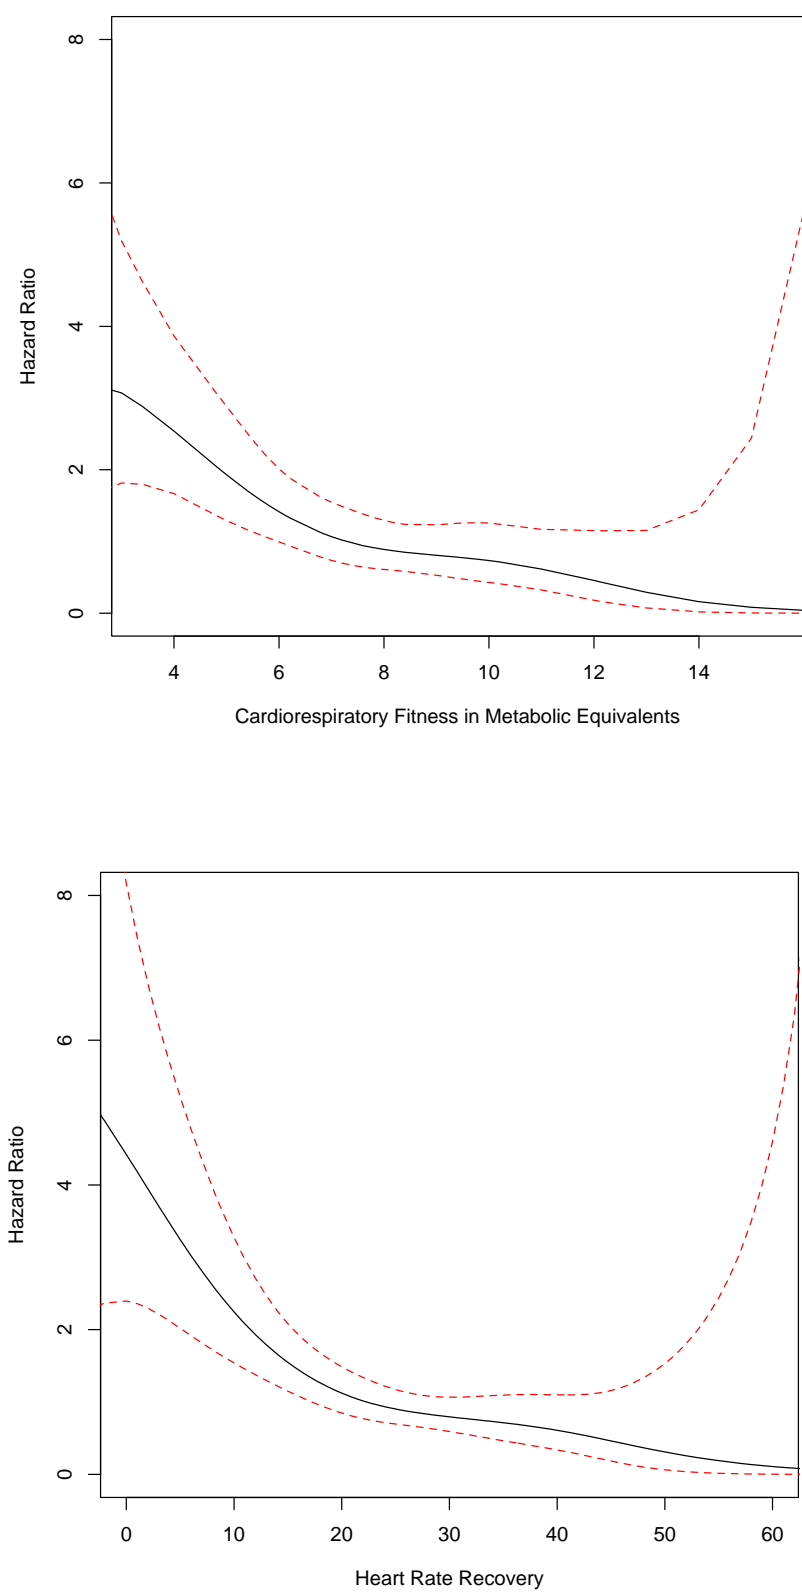 8
6
4
2
0
Hazard Ratio
4 6 8 10 12 14
Cardiorespiratory Fitness in Metabolic Equivalents
8
6
4
2
0
Hazard Ratio
0 10 20 30 40 50 60
Heart Rate Recovery